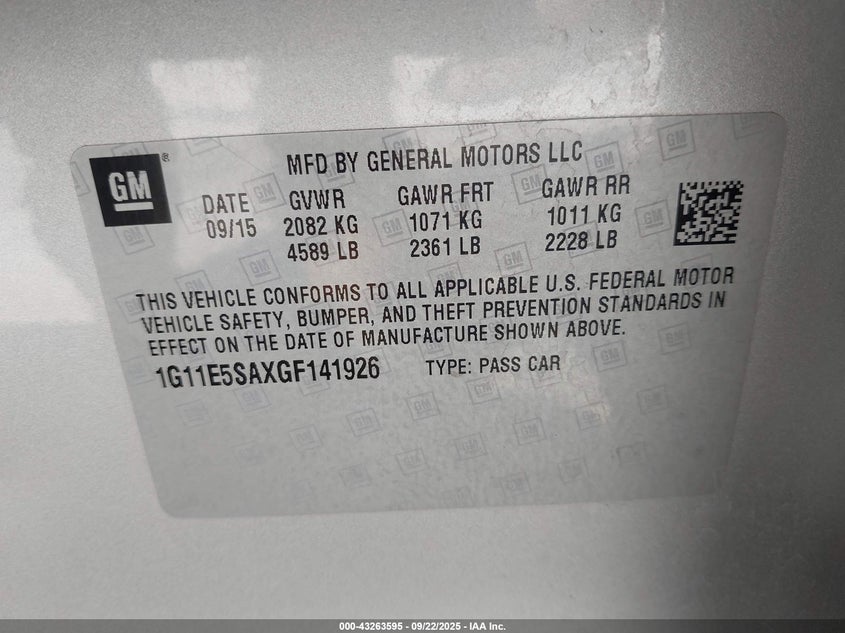 GM ® MFD BY GENERAL MOTORS LLC
DATE GVWR GAWR FRT GAWR RR
09/15 2082 KG 1071 KG 1011 KG
4589 LB 2361 LB 2228 LB
THIS VEHICLE CONFORMS TO ALL APPLICABLE U.S. FEDERAL MOTOR
VEHICLE SAFETY, BUMPER, AND THEFT PREVENTION STANDARDS IN
EFFECT ON THE DATE OF MANUFACTURE SHOWN ABOVE.
1G11E5SAXGF141926 TYPE: PASS CAR
000-43263595 - 09/22/2025 - IAA Inc.